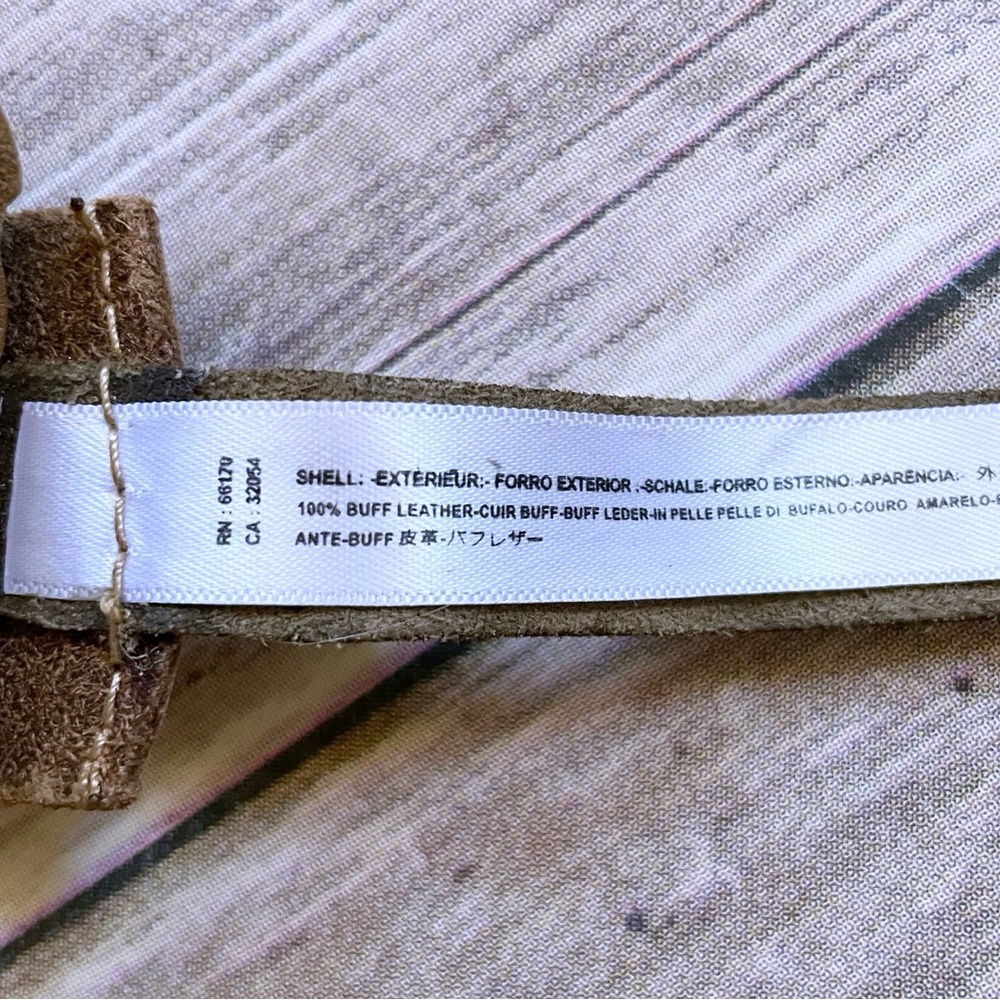 RN : 66170
CA : 32054
SHELL: -EXTÉRIEUR:- FORRO EXTERIOR :-SCHALE:-FORRO ESTERNO:-APARÊNCIA:-
100% BUFF LEATHER-CUIR BUFF-BUFF LEDER-IN PELLE PELLE DI BUFALO-COURO AMARELO-
ANTE-BUFF 皮革-バフレザー